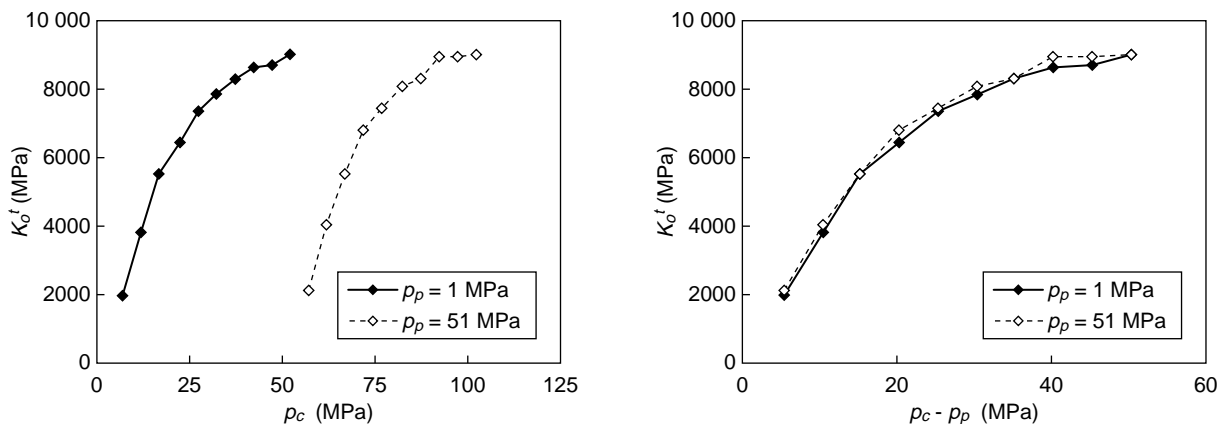 10 000
8000
6000
4000
2000
0
K_o^t (MPa)
p_p = 1 MPa
p_p = 51 MPa
0 25 50 75 100 125
p_c (MPa)
10 000
8000
6000
4000
2000
0
K_o^t (MPa)
p_p = 1 MPa
p_p = 51 MPa
0 20 40 60
p_c - p_p (MPa)